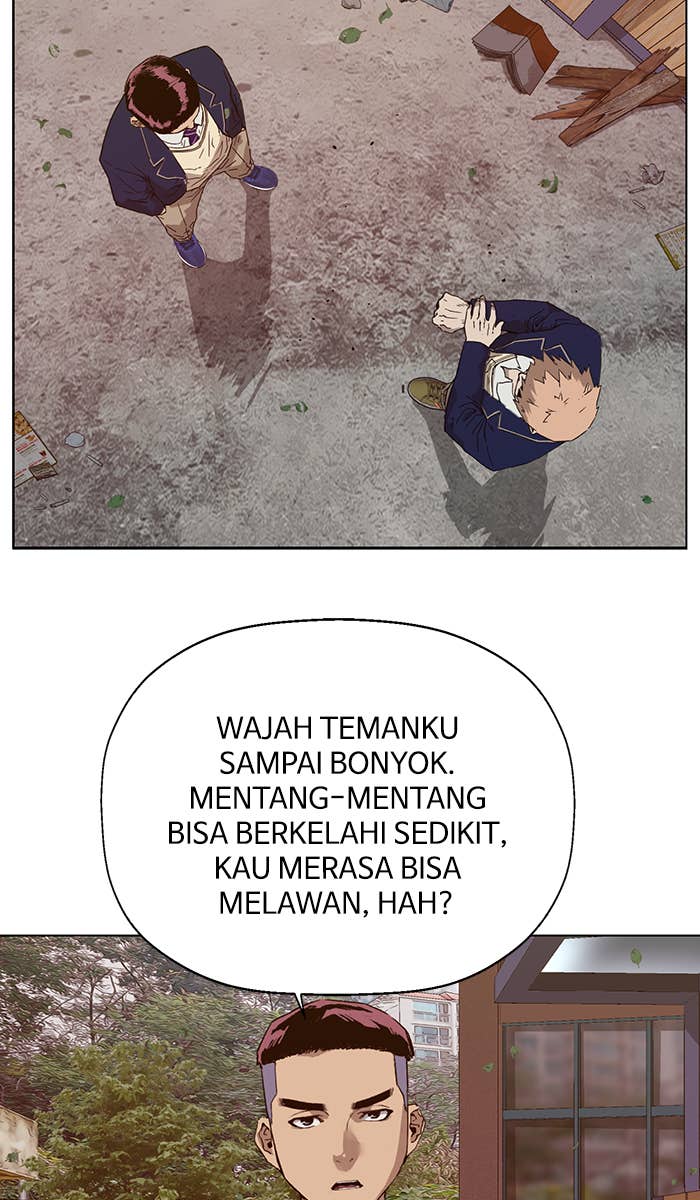 WAJAH TEMANKU
SAMPAI BONYOK.
MENTANG-MENTANG
BISA BERKELAHI SEDIKIT,
KAU MERASA BISA
MELAWAN, HAH?